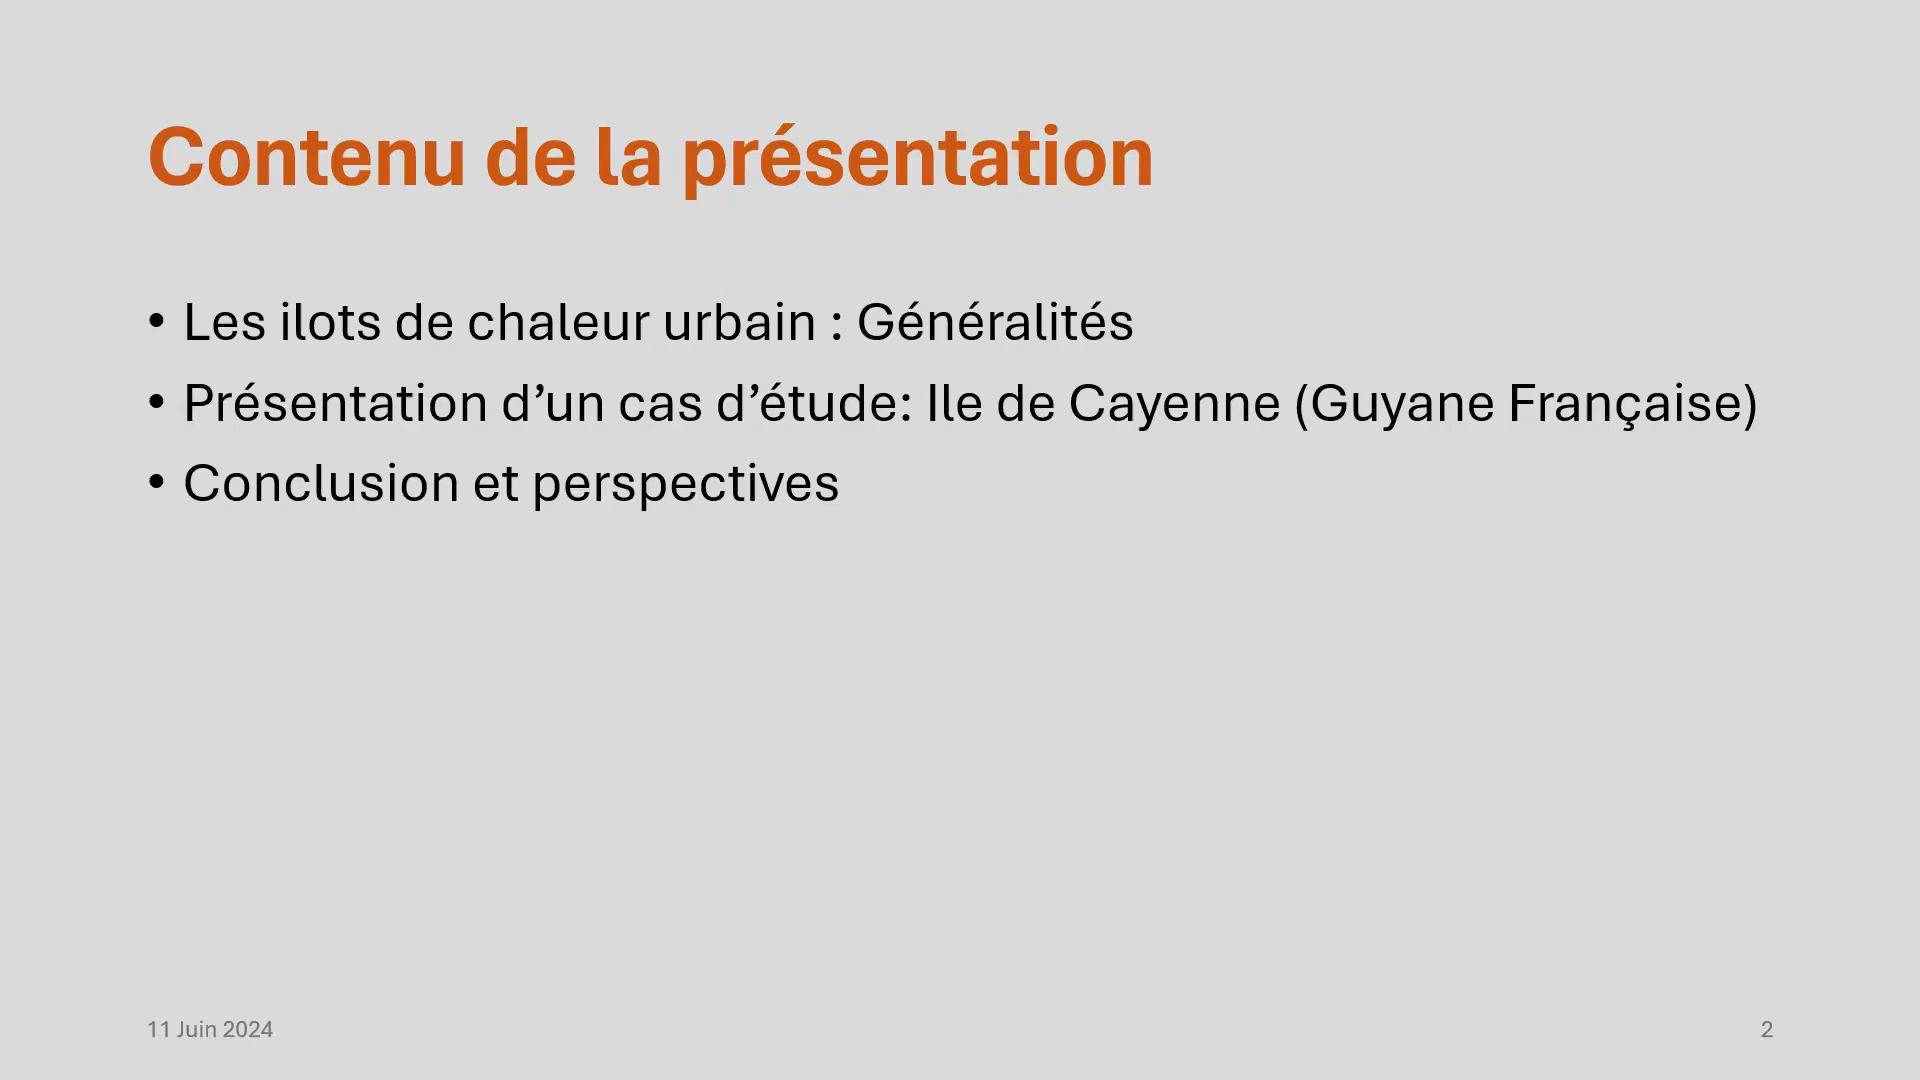 Contenu de la présentation
• Les ilots de chaleur urbain : Généralités
• Présentation d’un cas d’étude: Ile de Cayenne (Guyane Française)
• Conclusion et perspectives
11 Juin 2024
2